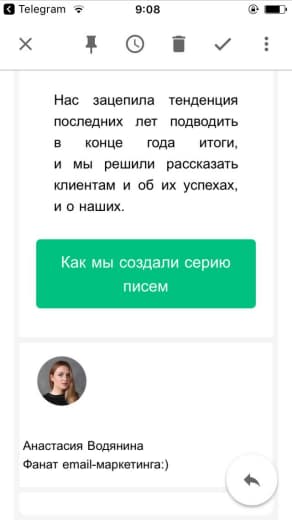 Telegram
9:08
Нас зацепила тенденция
последних лет подводить
в конце года итоги,
и мы решили рассказать
клиентам и об их успехах,
и о наших.
Как мы создали серию
писем
Анастасия Водянина
Фанат email-маркетинга:)